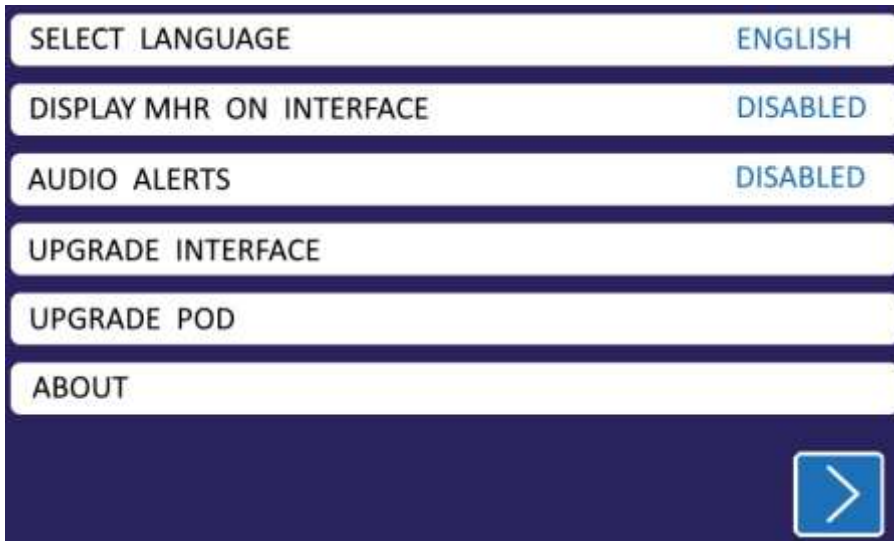 SELECT LANGUAGE ENGLISH
DISPLAY MHR ON INTERFACE DISABLED
AUDIO ALERTS DISABLED
UPGRADE INTERFACE
UPGRADE POD
ABOUT